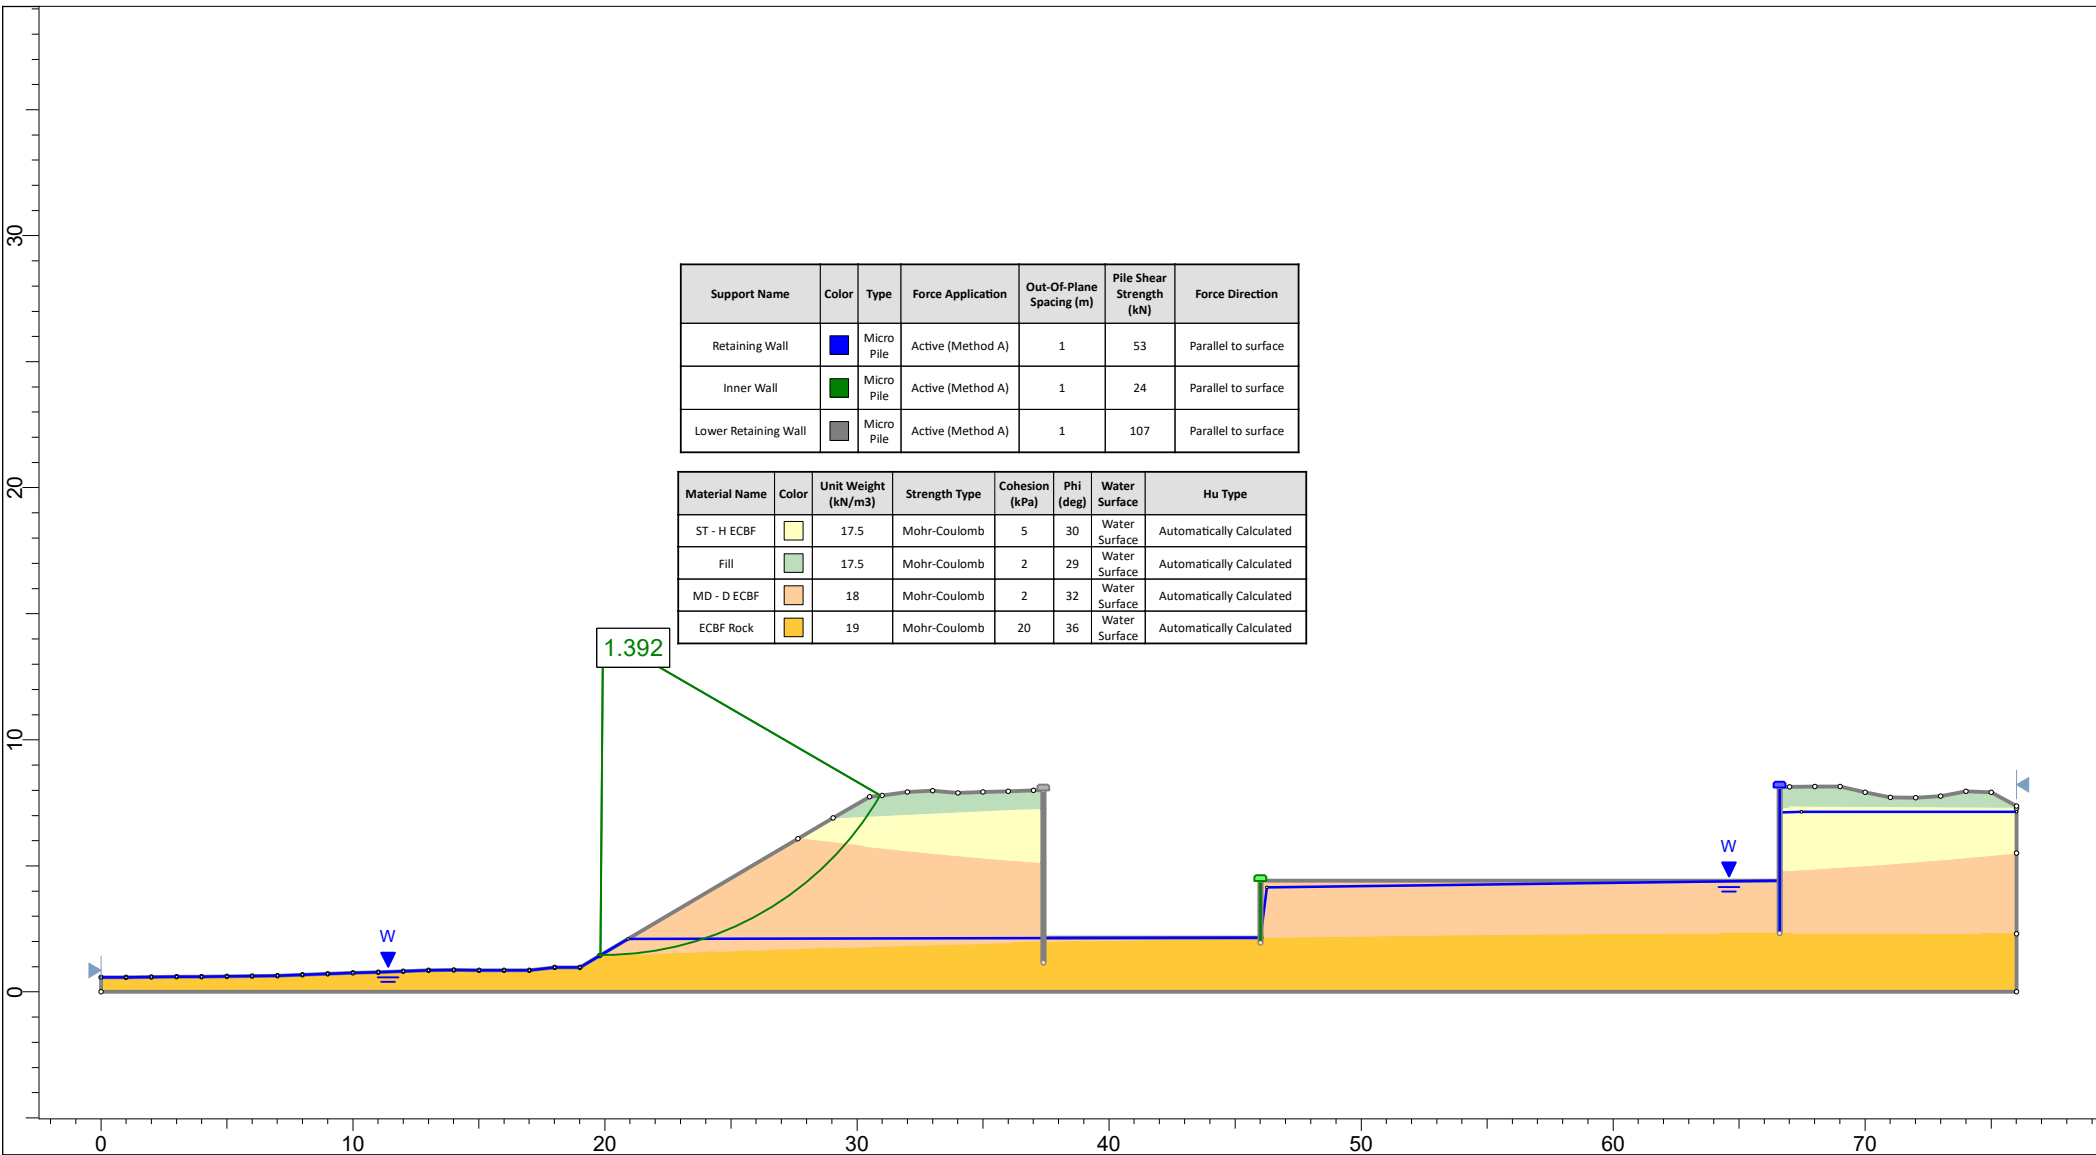 30
20
10
0
Support Name Color Type Force Application Out-Of-Plane Spacing (m) Pile Shear Strength (kN) Force Direction
Retaining Wall Micro Pile Active (Method A) 1 53 Parallel to surface
Inner Wall Micro Pile Active (Method A) 1 24 Parallel to surface
Lower Retaining Wall Micro Pile Active (Method A) 1 107 Parallel to surface
Material Name Color Unit Weight (kN/m3) Strength Type Cohesion (kPa) Phi (deg) Water Surface Hu Type
ST - H ECBF 17.5 Mohr-Coulomb 5 30 Water Surface Automatically Calculated
Fill 17.5 Mohr-Coulomb 2 29 Water Surface Automatically Calculated
MD - D ECBF 18 Mohr-Coulomb 2 32 Water Surface Automatically Calculated
ECBF Rock 19 Mohr-Coulomb 20 36 Water Surface Automatically Calculated
1.392
W
W
0 10 20 30 40 50 60 70